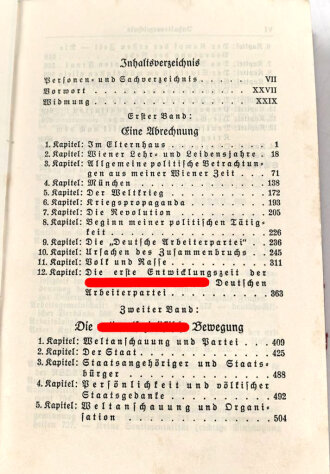 Inhaltsverzeichnis
Personen- und Sachverzeichnis . . . . . . . VII
Vorwort . . . . . . . . . . . . . . . . . . XXVII
Widmung . . . . . . . . . . . . . . . . . . XXIX
Erster Band:
Eine Abrechnung
1. Kapitel: Im Elternhaus . . . . . . . . . . 1
2. Kapitel: Wiener Lehr- und Leidensjahre . 18
3. Kapitel: Allgemeine politische Betrachtun-
gen aus meiner Wiener Zeit . . . . 71
4. Kapitel: München . . . . . . . . . . . . 138
5. Kapitel: Der Weltkrieg . . . . . . . . . 172
6. Kapitel: Kriegspropaganda . . . . . . . 193
7. Kapitel: Die Revolution . . . . . . . . . 205
8. Kapitel: Beginn meiner politischen Tätig-
keit . . . . . . . . . . . . . . . 226
9. Kapitel: Die „Deutsche Arbeiterpartei“ . 236
10. Kapitel: Ursachen des Zusammenbruchs . 245
11. Kapitel: Volk und Rasse . . . . . . . . . 311
12. Kapitel: Die erste Entwicklungszeit der
Deutschen
Arbeiterpartei . . . . . . . . . . 363
Zweiter Band:
Die Bewegung
1. Kapitel: Weltanschauung und Partei . . . 409
2. Kapitel: Der Staat . . . . . . . . . . . . 425
3. Kapitel: Staatsangehöriger und Staats-
bürger . . . . . . . . . . . . . . 488
4. Kapitel: Persönlichkeit und völkischer
Staatsgedanke . . . . . . . . . . 492
5. Kapitel: Weltanschauung und Organi-
sation . . . . . . . . . . . . . . 504